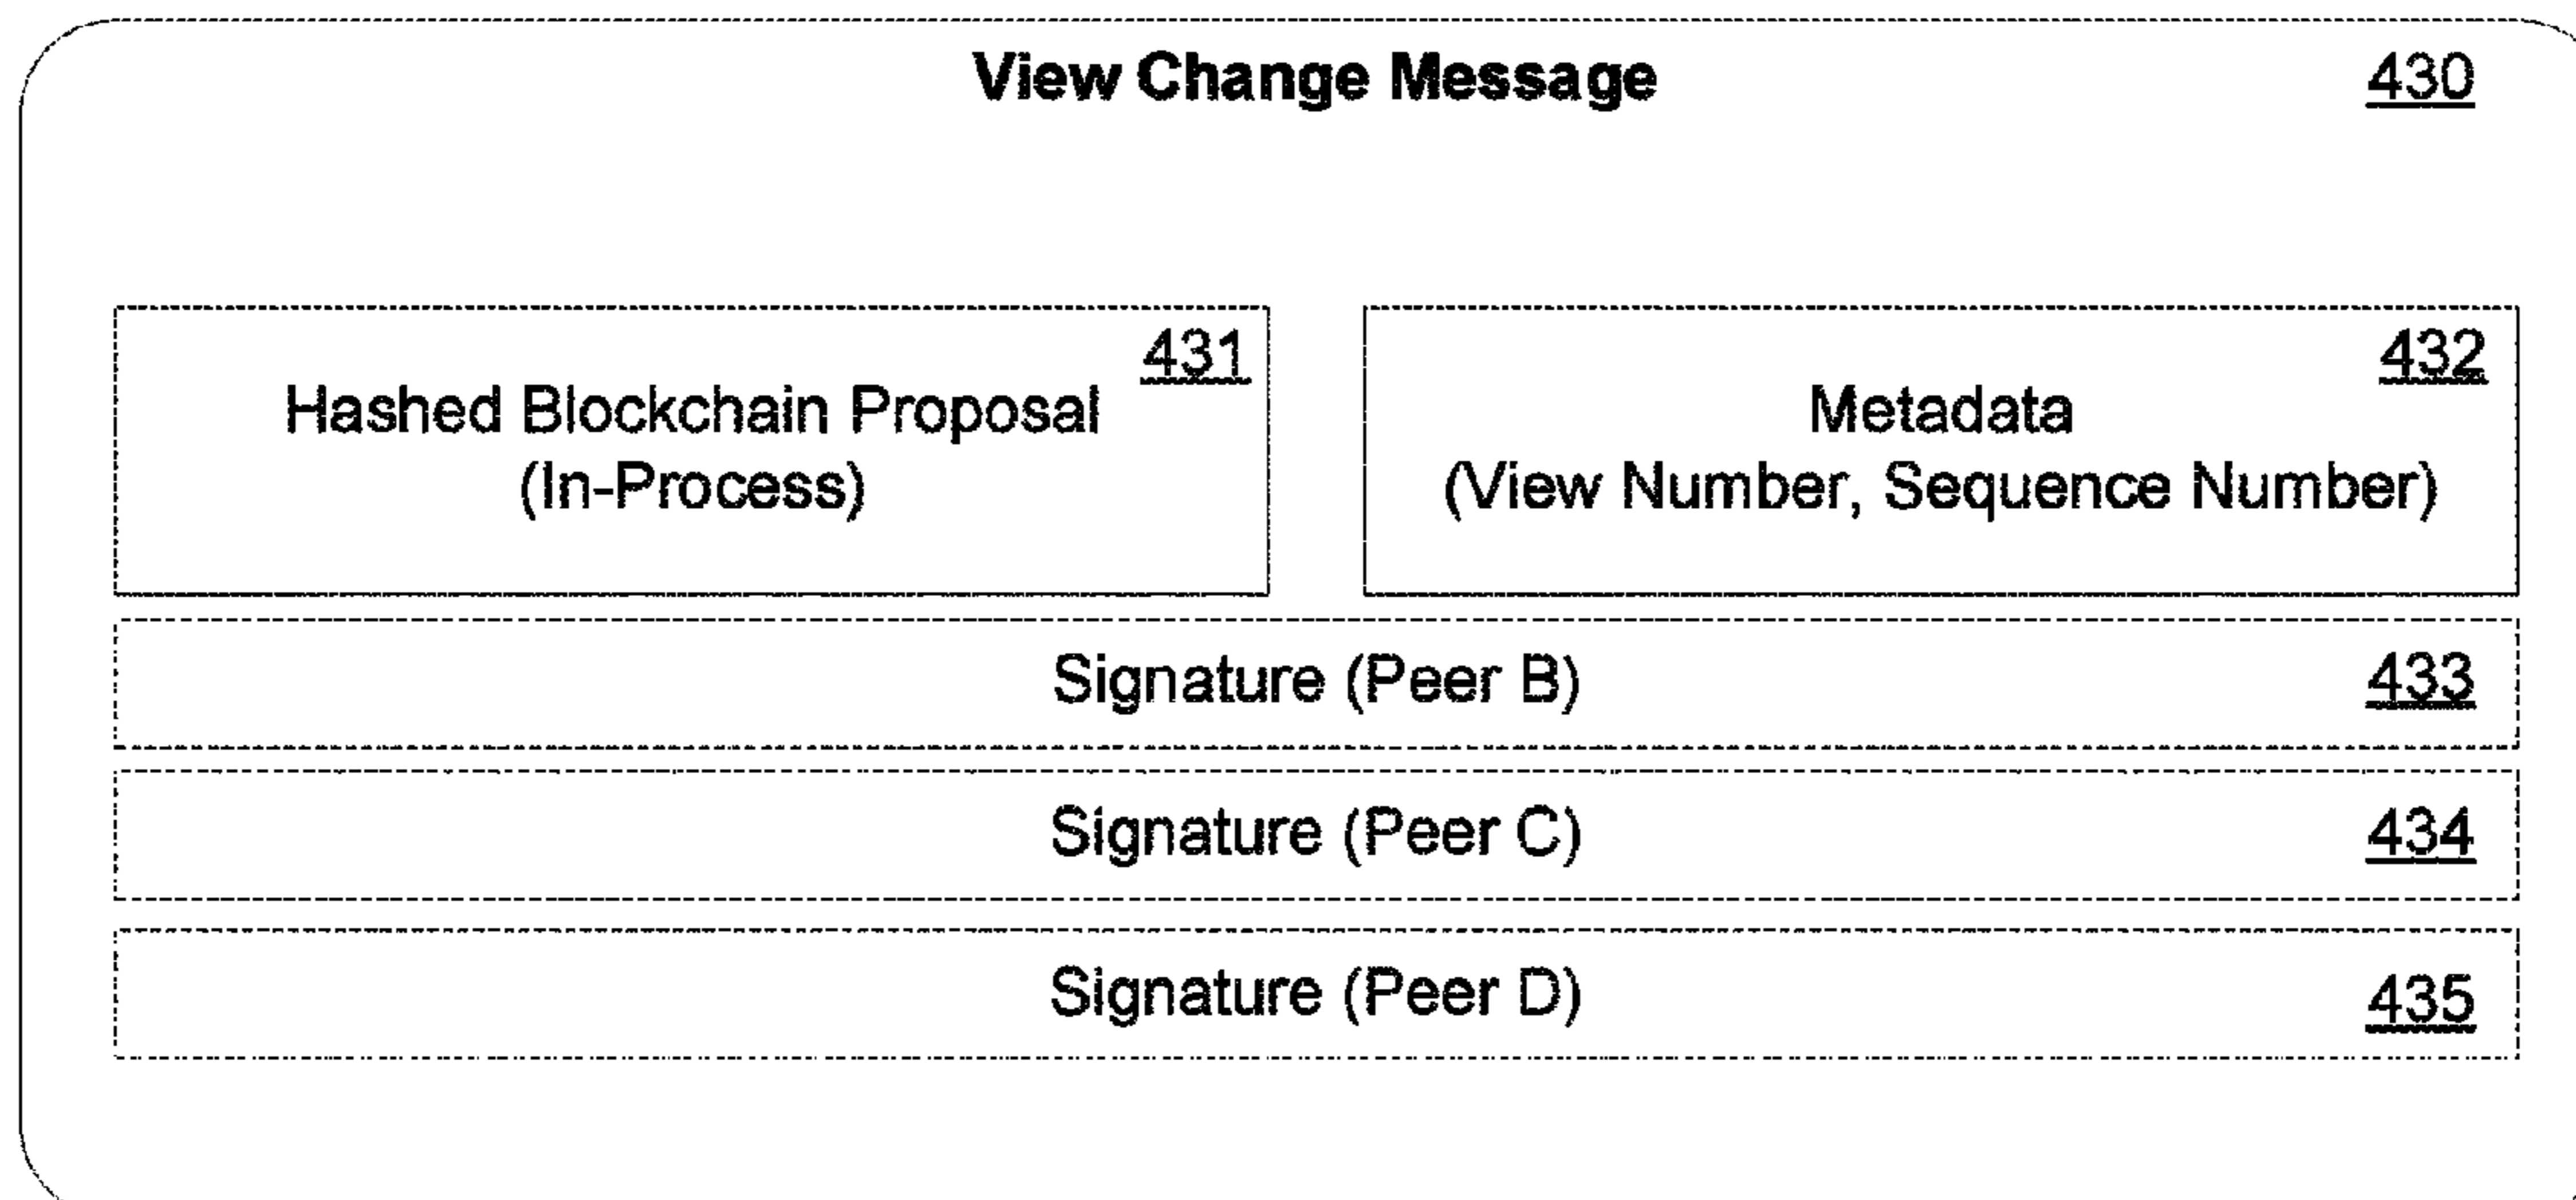 View Change Message 430
431
Hashed Blockchain Proposal
(In-Process)
432
Metadata
(View Number, Sequence Number)
Signature (Peer B) 433
Signature (Peer C) 434
Signature (Peer D) 435